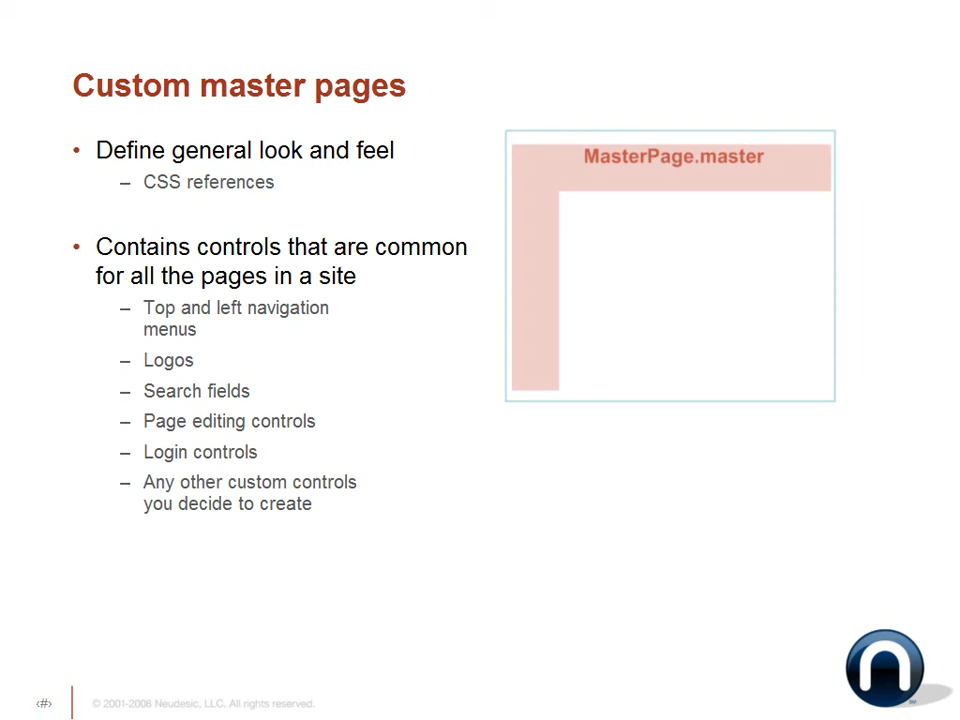 Custom master pages
• Define general look and feel
– CSS references
• Contains controls that are common
for all the pages in a site
– Top and left navigation
menus
– Logos
– Search fields
– Page editing controls
– Login controls
– Any other custom controls
you decide to create
MasterPage.master
‹#›
© 2001-2008 Neudesic, LLC. All rights reserved.
n